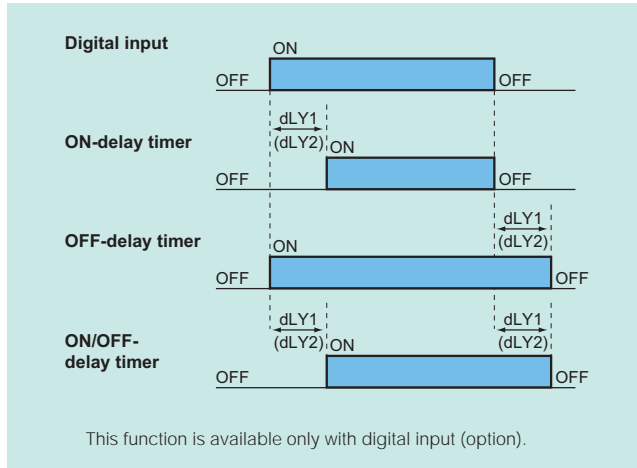 Digital input
ON
OFF
OFF
dLY1
ON-delay timer
(dLY2)
ON
OFF
OFF
dLY1
OFF-delay timer
(dLY2)
ON
OFF
OFF
dLY1
dLY1
ON/OFF-
(dLY2)
ON
(dLY2)
delay timer
OFF
OFF
This function is available only with digital input (option).